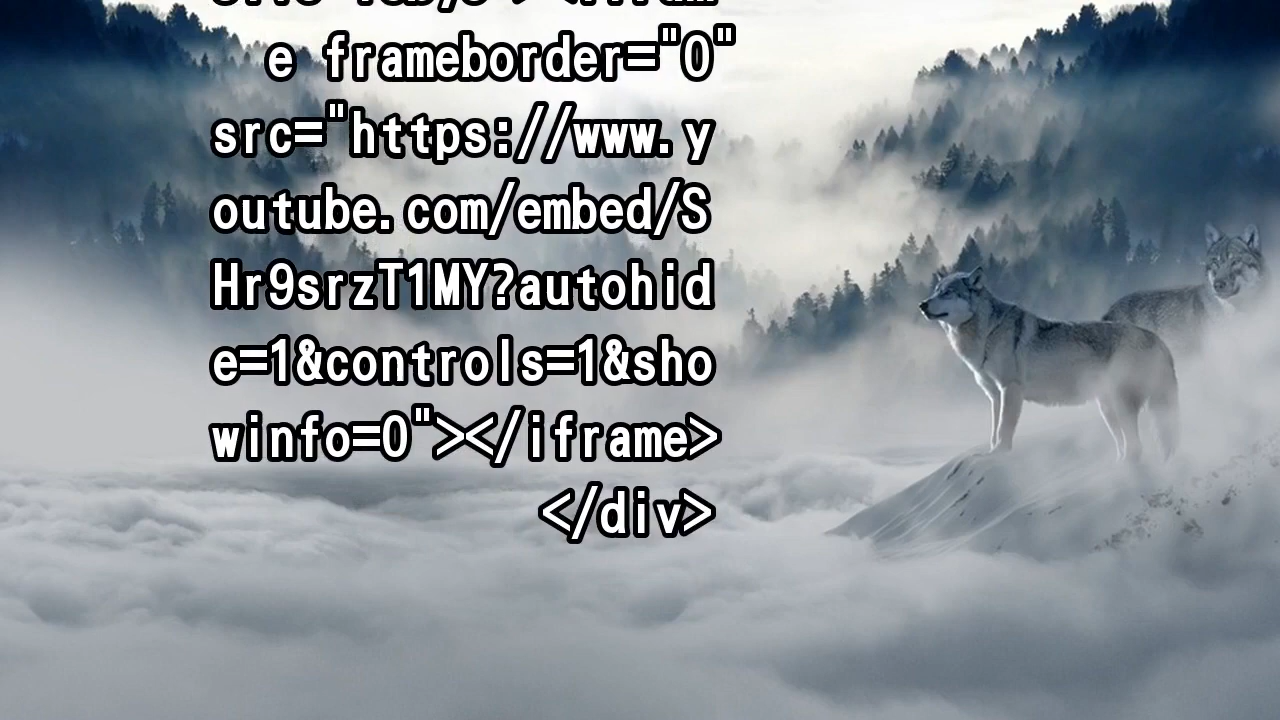 e frameborder="0"
src="https://www.y
outube.com/embed/S
Hr9srzT1MY?autohid
e=1&controls=1&sho
winfo=0"></iframe>
</div>